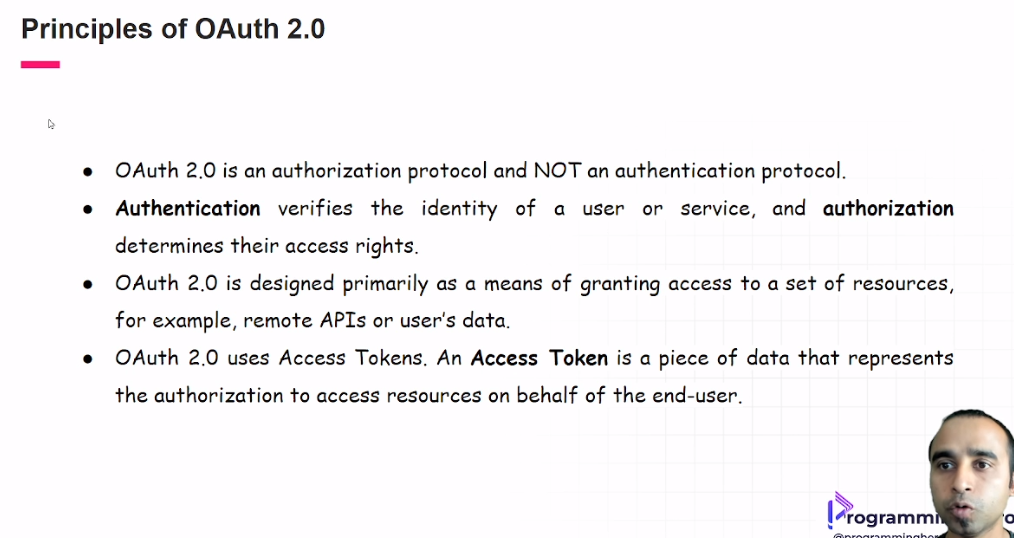 Principles of OAuth 2.0
● OAuth 2.0 is an authorization protocol and NOT an authentication protocol.
● Authentication verifies the identity of a user or service, and authorization
determines their access rights.
● OAuth 2.0 is designed primarily as a means of granting access to a set of resources,
for example, remote APIs or user's data.
● OAuth 2.0 uses Access Tokens. An Access Token is a piece of data that represents
the authorization to access resources on behalf of the end-user.